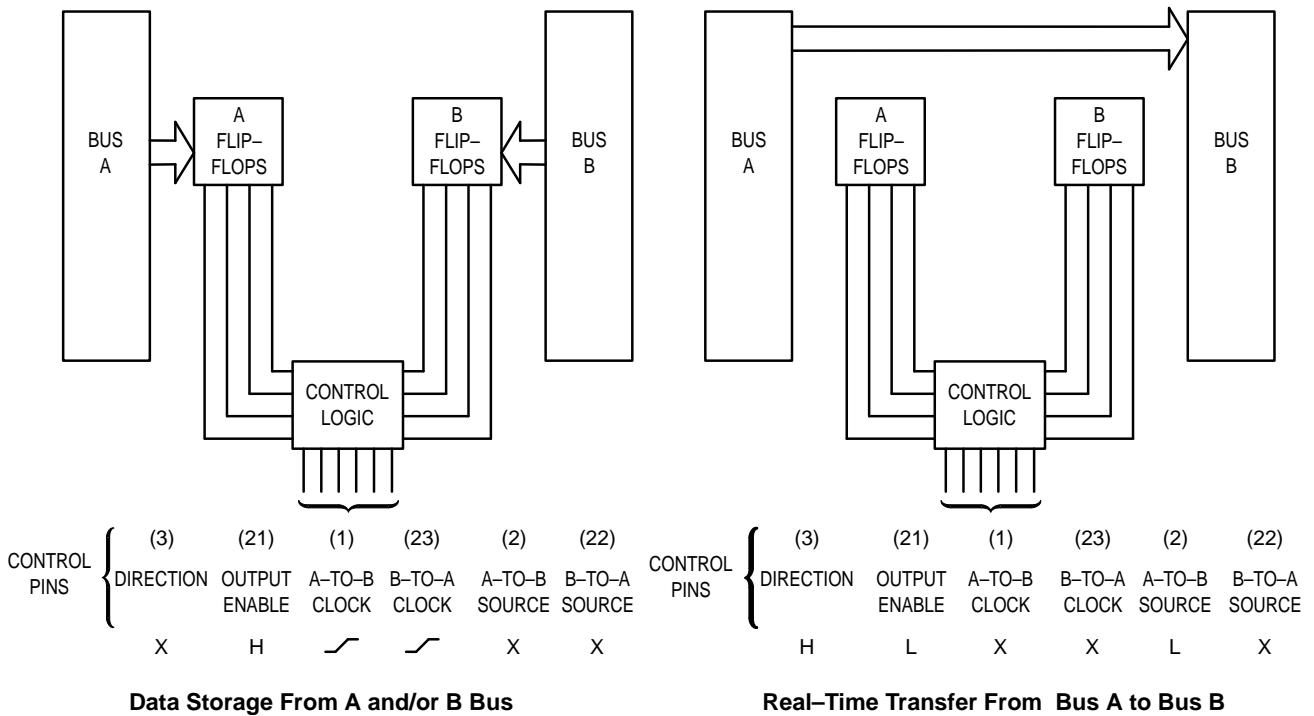 BUS
A
A
FLIP–
FLOPS
B
FLIP–
FLOPS
BUS
B
CONTROL
LOGIC
CONTROL
PINS
(3) (21) (1) (23) (2) (22)
DIRECTION OUTPUT A–TO–B B–TO–A A–TO–B B–TO–A
ENABLE CLOCK CLOCK SOURCE SOURCE
X H X X
Data Storage From A and/or B Bus
BUS
A
A
FLIP–
FLOPS
B
FLIP–
FLOPS
BUS
B
CONTROL
LOGIC
CONTROL
PINS
(3) (21) (1) (23) (2) (22)
DIRECTION OUTPUT A–TO–B B–TO–A A–TO–B B–TO–A
ENABLE CLOCK CLOCK SOURCE SOURCE
H L X X L X
Real–Time Transfer From Bus A to Bus B